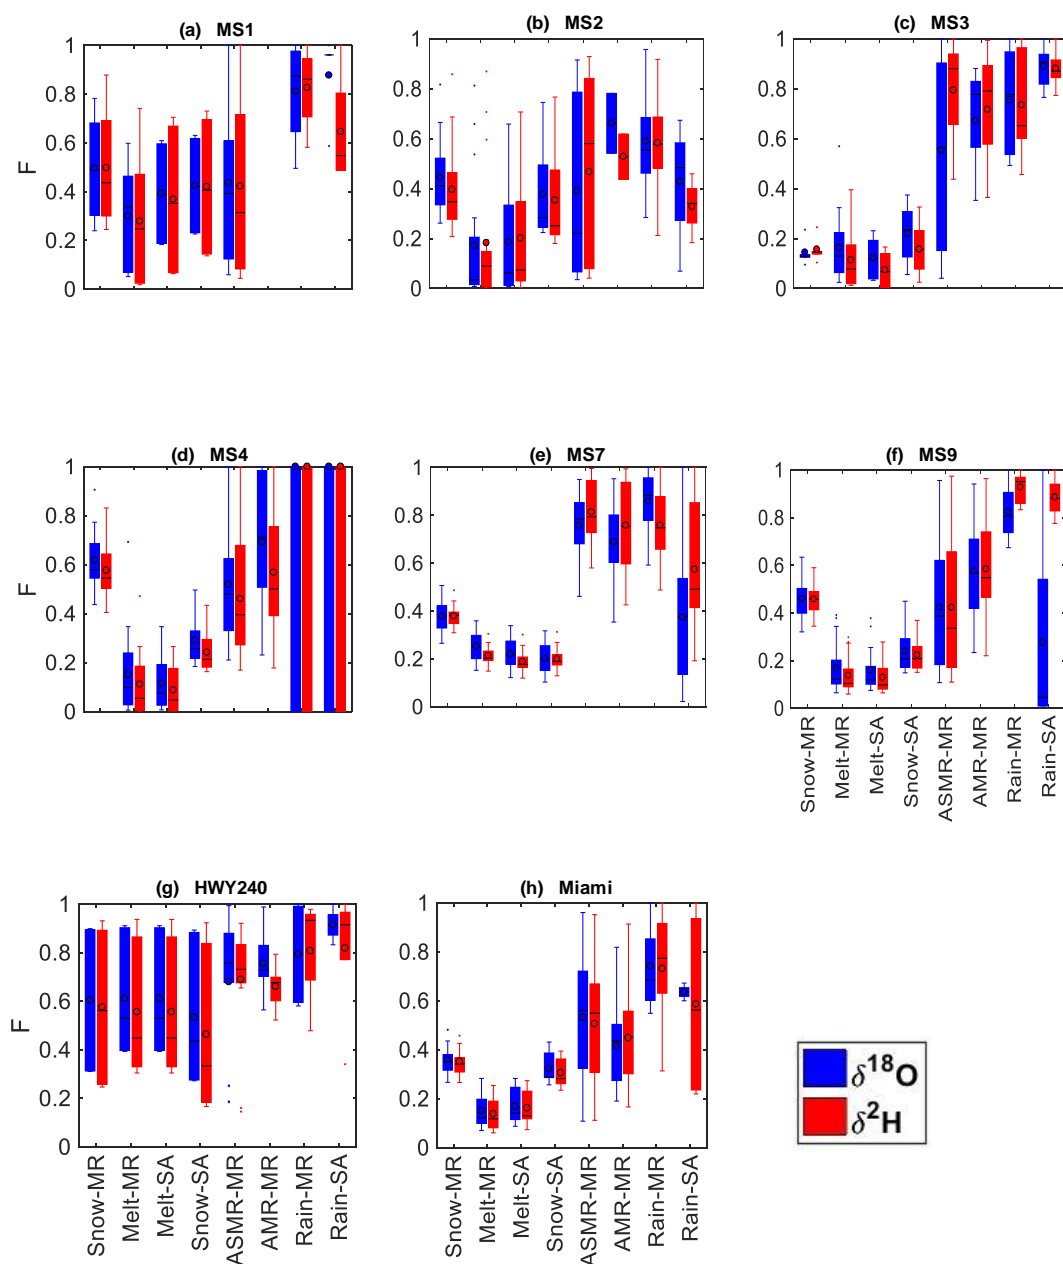 (a) MS1
(b) MS2
(c) MS3
1
0.8
0.6
0.4
0.2
0
F
1
0.8
0.6
0.4
0.2
0
1
0.8
0.6
0.4
0.2
0
(d) MS4
(e) MS7
(f) MS9
1
0.8
0.6
0.4
0.2
0
F
1
0.8
0.6
0.4
0.2
0
1
0.8
0.6
0.4
0.2
0
Snow-MR
Melt-MR
Melt-SA
Snow-SA
ASMR-MR
AMR-MR
Rain-MR
Rain-SA
(g) HWY240
(h) Miami
1
0.8
0.6
0.4
0.2
0
F
1
0.8
0.6
0.4
0.2
0
Snow-MR
Melt-MR
Melt-SA
Snow-SA
ASMR-MR
AMR-MR
Rain-MR
Rain-SA
Snow-MR
Melt-MR
Melt-SA
Snow-SA
ASMR-MR
AMR-MR
Rain-MR
Rain-SA
δ¹⁸O
δ²H